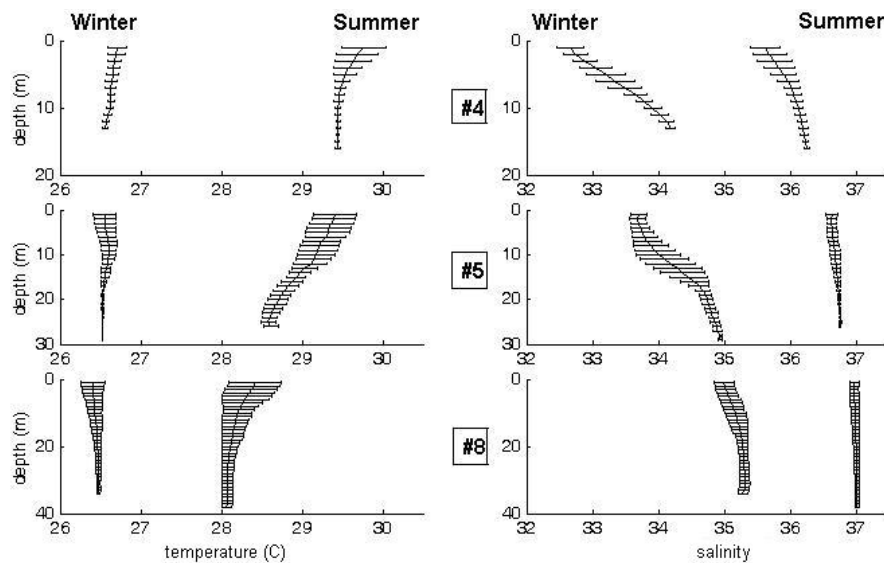 Winter Summer Winter Summer
0 0
depth (m) 10 #4 10
20 20
26 27 28 29 30 32 33 34 35 36 37
0 0
depth (m) 10 #5 10
20 20
30 30
26 27 28 29 30 32 33 34 35 36 37
0 0
depth (m) 20 #8 20
40 40
26 27 28 29 30 32 33 34 35 36 37
temperature (C) salinity